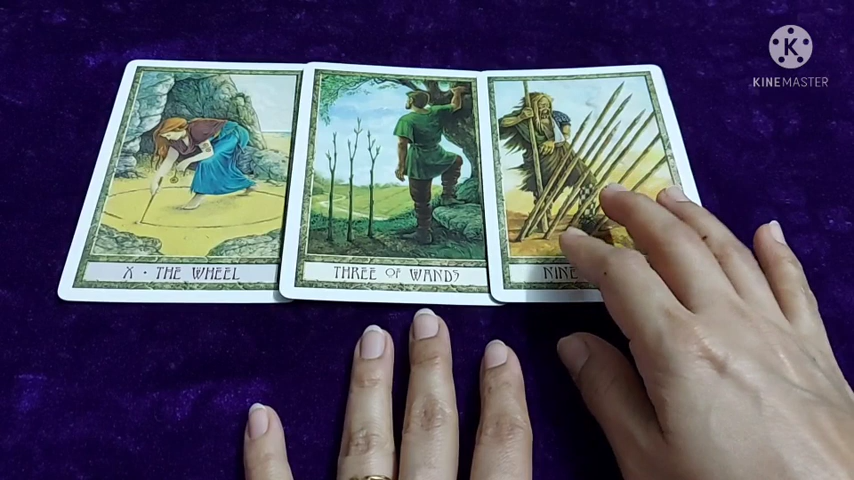 K
KINEMASTER
X • THE WHEEL
THREE OF WANDS
NINE